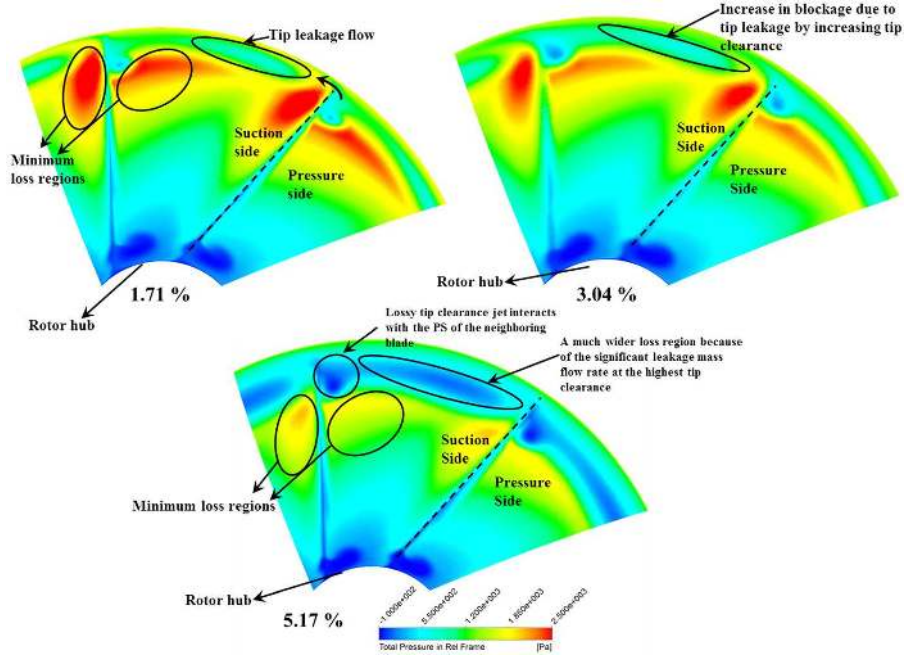 Tip leakage flow
Minimum
loss regions
Suction
side
Pressure
side
Rotor hub
1.71 %
Increase in blockage due to
tip leakage by increasing tip
clearance
Suction
Side
Pressure
Side
Rotor hub
3.04 %
Lossy tip clearance jet interacts
with the PS of the neighboring
blade
A much wider loss region because
of the significant leakage mass
flow rate at the highest tip
clearance
Suction
Side
Pressure
Side
Minimum loss regions
Rotor hub
5.17 %
-1.000e+002
5.500e+002
1.200e+003
1.850e+003
2.500e+003
Total Pressure in Rel Frame
[Pa]